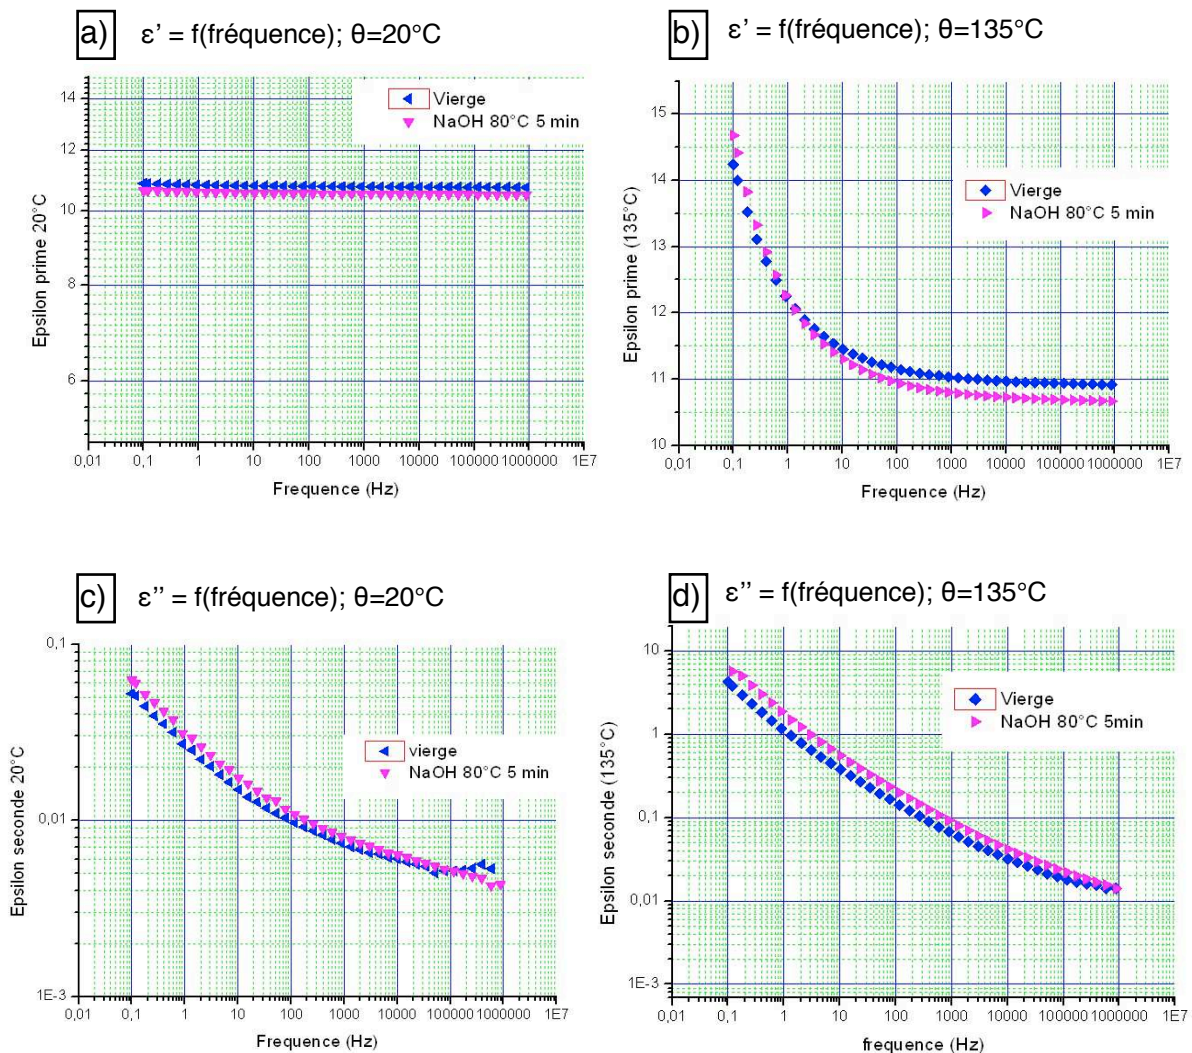 a) ε’ = f(fréquence); θ=20°C
14
12
10
8
6
Epsilon prime 20°C
Vierge
NaOH 80°C 5 min
0,01 0,1 1 10 100 1000 10000 100000 1000000 1E7
Frequence (Hz)
b) ε’ = f(fréquence); θ=135°C
15
14
13
12
11
10
Epsilon prime (135°C)
Vierge
NaOH 80°C 5 min
0,01 0,1 1 10 100 1000 10000 100000 1000000 1E7
Frequence (Hz)
c) ε’’ = f(fréquence); θ=20°C
0,1
0,01
1E-3
Epsilon seconde 20°C
vierge
NaOH 80°C 5 min
0,01 0,1 1 10 100 1000 10000 100000 1000000 1E7
Frequence (Hz)
d) ε’’ = f(fréquence); θ=135°C
10
1
0,1
0,01
1E-3
Epsilon seconde (135°C)
Vierge
NaOH 80°C 5min
0,01 0,1 1 10 100 1000 10000 100000 1000000 1E7
frequence (Hz)